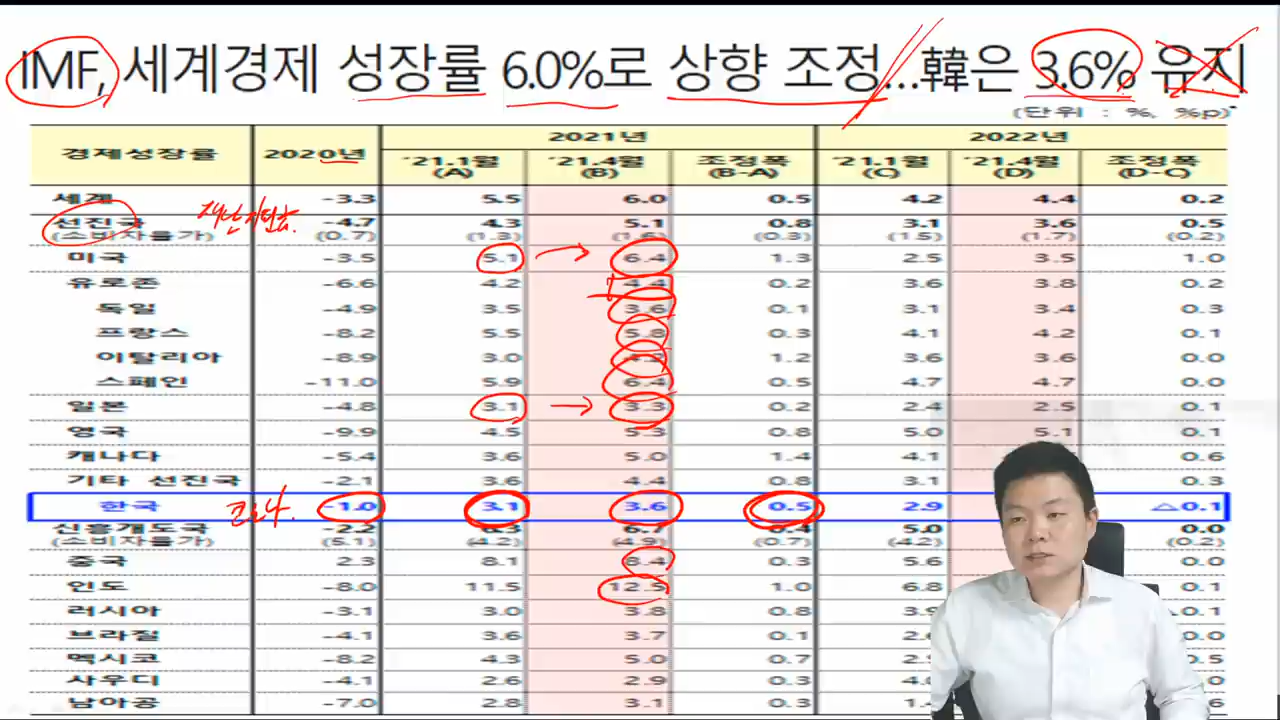 IMF, 세계경제 성장률 6.0%로 상향 조정...韓은 3.6% 유지
(단위 : %, %p)
경제성장률 2020년 2021년 2022년
'21.1월 (A) '21.4월 (B) 조정폭 (B-A) '21.1월 (C) '21.4월 (D) 조정폭 (D-C)
세계 -3.3 5.5 6.0 0.5 4.2 4.4 0.2
재난지원금.
선진국 -4.7 4.3 5.1 0.8 3.1 3.6 0.5
(소비자물가) (0.7) (1.3) (1.6) (0.3) (1.5) (1.7) (0.2)
미국 -3.5 5.1 6.4 1.3 2.5 3.5 1.0
유로존 -6.6 4.2 4.4 0.2 3.6 3.8 0.2
독일 -4.9 3.5 3.6 0.1 3.1 3.4 0.3
프랑스 -8.2 5.5 5.8 0.3 4.1 4.2 0.1
이탈리아 -8.9 3.0 4.2 1.2 3.6 3.6 0.0
스페인 -11.0 5.9 6.4 0.5 4.7 4.7 0.0
일본 -4.8 3.1 3.3 0.2 2.4 2.5 0.1
영국 -9.9 4.5 5.3 0.8 5.0 5.1 0.1
캐나다 -5.4 3.6 5.0 1.4 4.1 0.6
기타 선진국 -2.1 3.6 4.4 0.8 3.1 0.3
한국 코로나. -1.0 3.1 3.6 0.5 2.9 △0.1
신흥개도국 -2.2 6.7 0.4 5.0 0.0
(소비자물가) (5.1) (4.2) (4.9) (0.7) (4.2) (0.2)
중국 2.3 8.1 8.4 0.3 5.6 0.0
인도 -8.0 11.5 12.5 1.0 6.8 0.1
러시아 -3.1 3.0 3.8 0.8 3.9 △0.1
브라질 -4.1 3.6 3.7 0.1 0.0
멕시코 -8.2 4.3 5.0 0.7 0.5
사우디 -4.1 2.6 2.9 0.3
남아공 -7.0 2.8 3.1 0.3